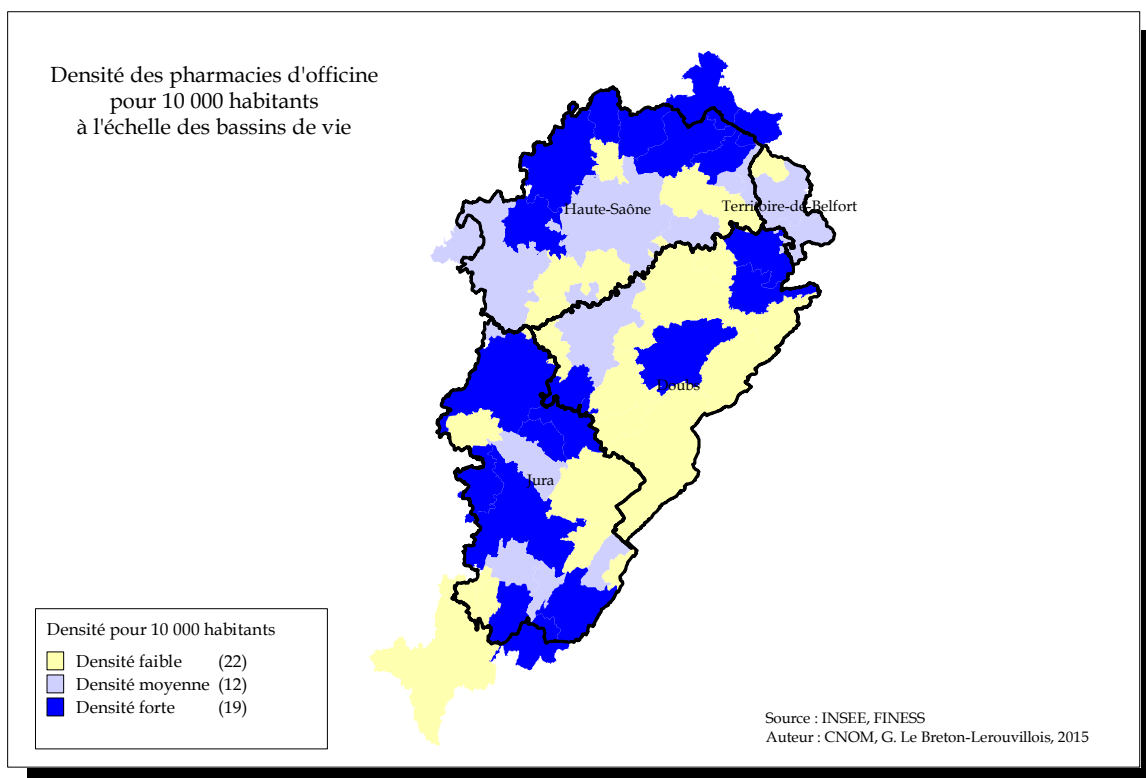 Densité des pharmacies d'officine
pour 10 000 habitants
à l'échelle des bassins de vie
Haute-Saône
Territoire-de-Belfort
Doubs
Jura
Densité pour 10 000 habitants
Densité faible (22)
Densité moyenne (12)
Densité forte (19)
Source : INSEE, FINESS
Auteur : CNOM, G. Le Breton-Lerouvillois, 2015